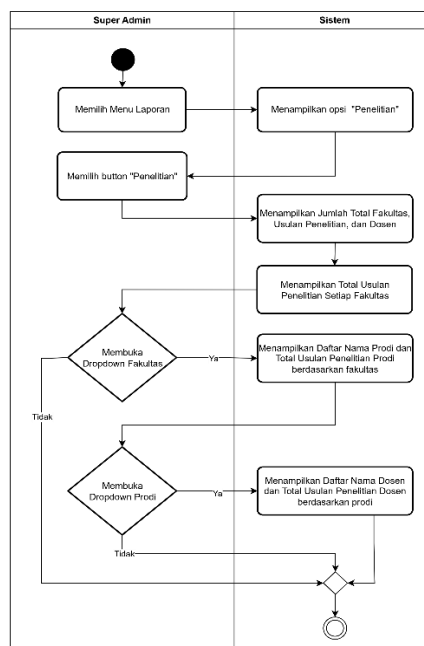 Super Admin
Sistem
Memilih Menu Laporan
Menampilkan opsi "Penelitian"
Memilih button "Penelitian"
Menampilkan Jumlah Total Fakultas,
Usulan Penelitian, dan Dosen
Menampilkan Total Usulan
Penelitian Setiap Fakultas
Membuka
Dropdown Fakultas
Ya
Menampilkan Daftar Nama Prodi dan
Total Usulan Penelitian Prodi
berdasarkan fakultas
Tidak
Membuka
Dropdown Prodi
Ya
Menampilkan Daftar Nama Dosen
dan Total Usulan Penelitian Dosen
berdasarkan prodi
Tidak